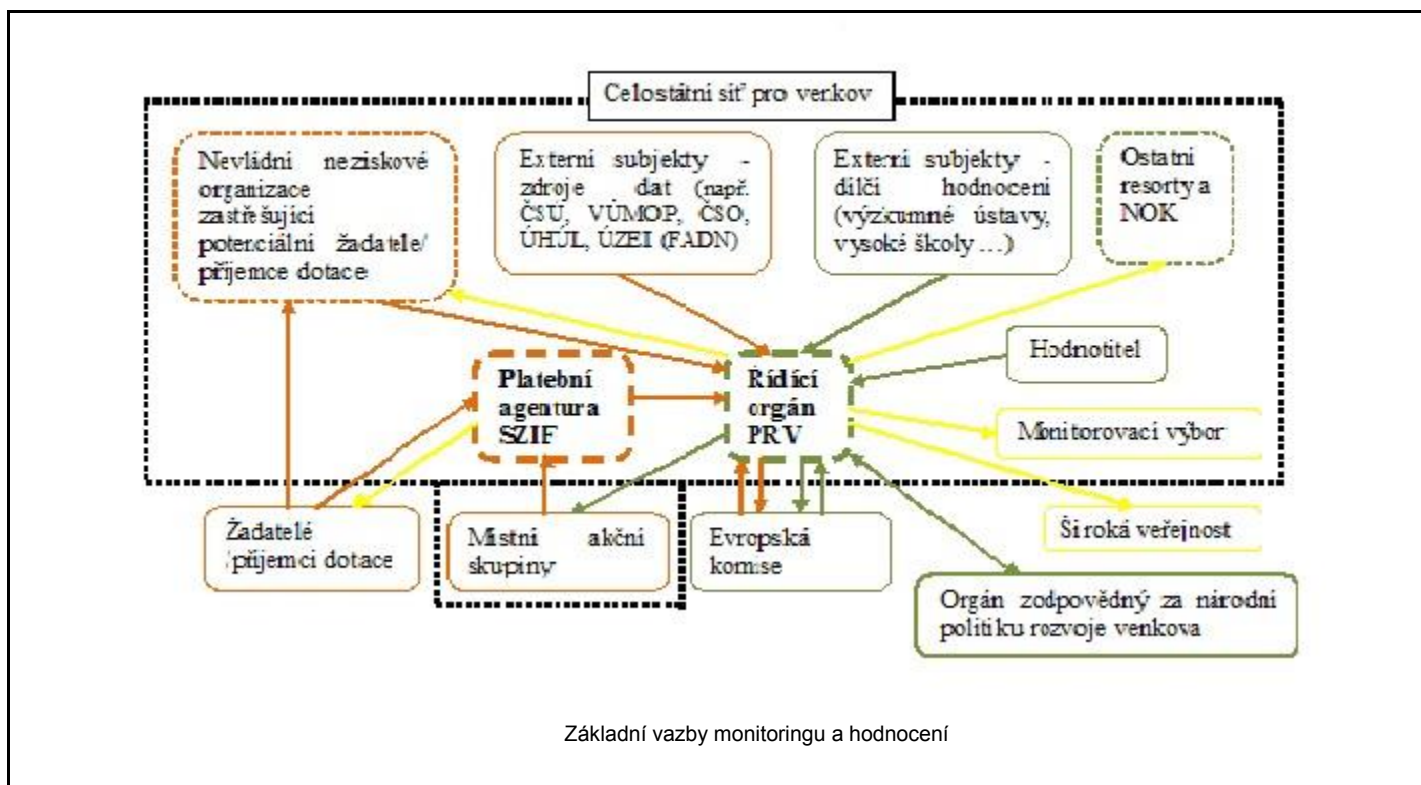 Celostátní síť pro venkov
Nevládní neziskové
organizace
zastřešující
potenciální žadatele/
příjemce dotace
Externí subjekty -
zdroje dat (např.
ČSÚ, VÚMOP, ČSO,
ÚHÚL, ÚZEI (FADN)
Externí subjekty -
dílčí hodnocení
(výzkumné ústavy,
vysoké školy …)
Ostatní
resorty a
NOK
Hodnotitel
Platební
agentura
SZIF
Řídící
orgán
PRV
Monitorovací výbor
Žadatelé
/příjemci dotace
Místní akční
skupiny
Evropská
komise
Široká veřejnost
Orgán zodpovědný za národní
politiku rozvoje venkova
Základní vazby monitoringu a hodnocení